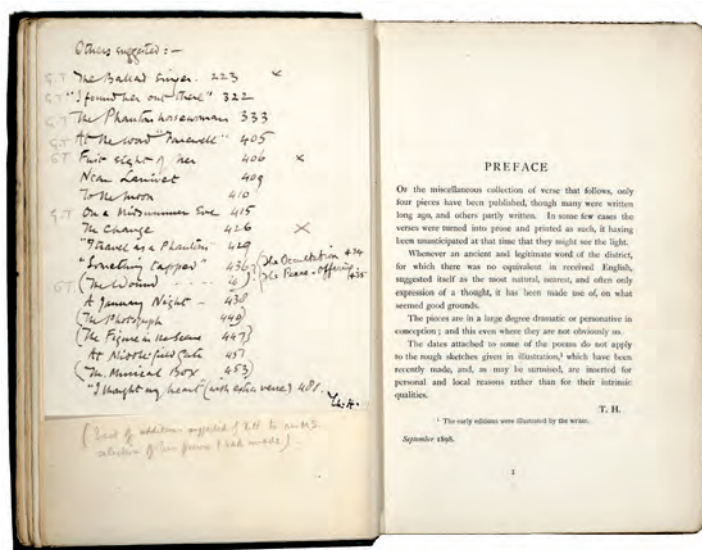 Others suggested:—
G.T The Ballad Singer. 223 x
G.T "I found her out there" 322
G.T The Phantom horsewoman 333
G.T At the word "Farewell" 405
G.T First sight of her 406 x
Near Lanivet 409
To the moon 410
G.T On a Midsummer Eve 415
The change 426 x
"I travel as a Phantom" 429
"Something tapped" 436
(The Occultation 434
The Peace-Offering 435
G.T (The Wound
A January Night – 438
(The Photograph 449)
(The Figure in the Scene 447)
At Middle-field Gate 451
(The Musical Box 453)
"I thought my heart" (with extra verse) 481.
T.H.
(List of additions suggested by T.H. to an M.S.
selection of his poems I had made).
PREFACE
OF the miscellaneous collection of verse that follows, only
four pieces have been published, though many were written
long ago, and others partly written. In some few cases the
verses were turned into prose and printed as such, it having
been unanticipated at that time that they might see the light.
Whenever an ancient and legitimate word of the district,
for which there was no equivalent in received English,
suggested itself as the most natural, nearest, and often only
expression of a thought, it has been made use of, on what
seemed good grounds.
The pieces are in a large degree dramatic or personative in
conception; and this even where they are not obviously so.
The dates attached to some of the poems do not apply
to the rough sketches given in illustration,¹ which have been
recently made, and, as may be surmised, are inserted for
personal and local reasons rather than for their intrinsic
qualities.
T. H.
¹ The early editions were illustrated by the writer.
September 1898.